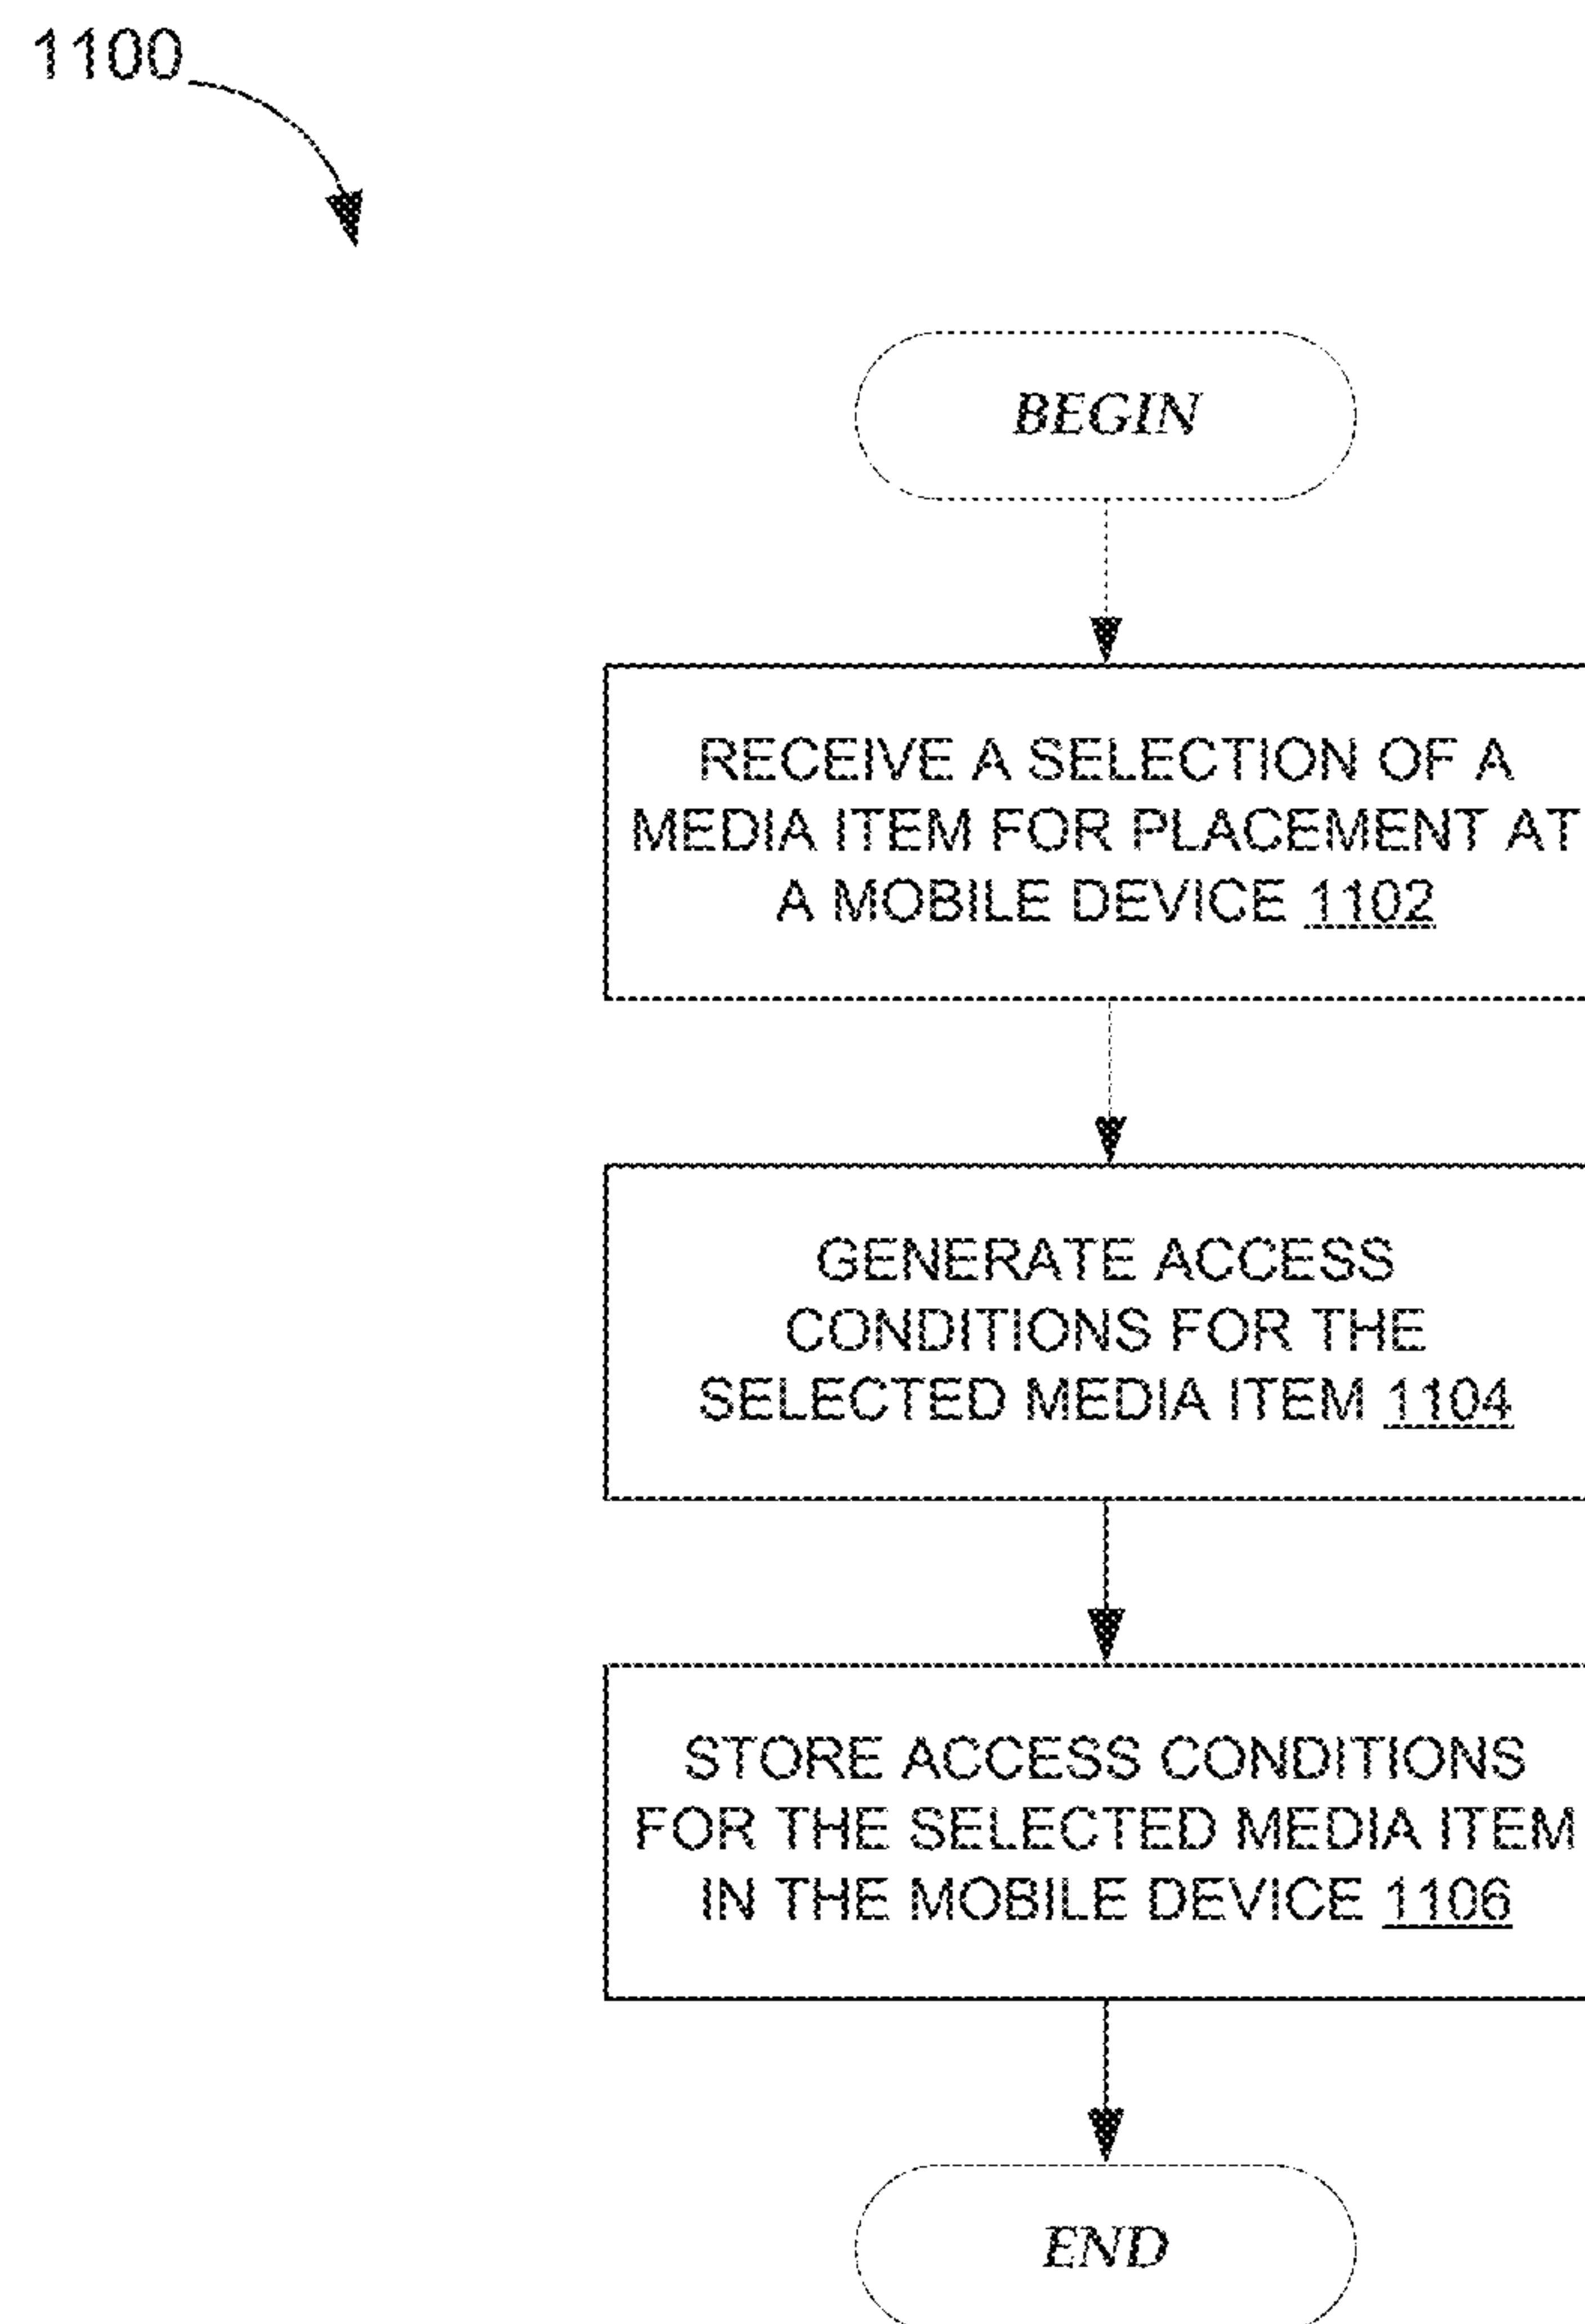 1100
BEGIN
RECEIVE A SELECTION OF A
MEDIA ITEM FOR PLACEMENT AT
A MOBILE DEVICE 1102
GENERATE ACCESS
CONDITIONS FOR THE
SELECTED MEDIA ITEM 1104
STORE ACCESS CONDITIONS
FOR THE SELECTED MEDIA ITEM
IN THE MOBILE DEVICE 1106
END